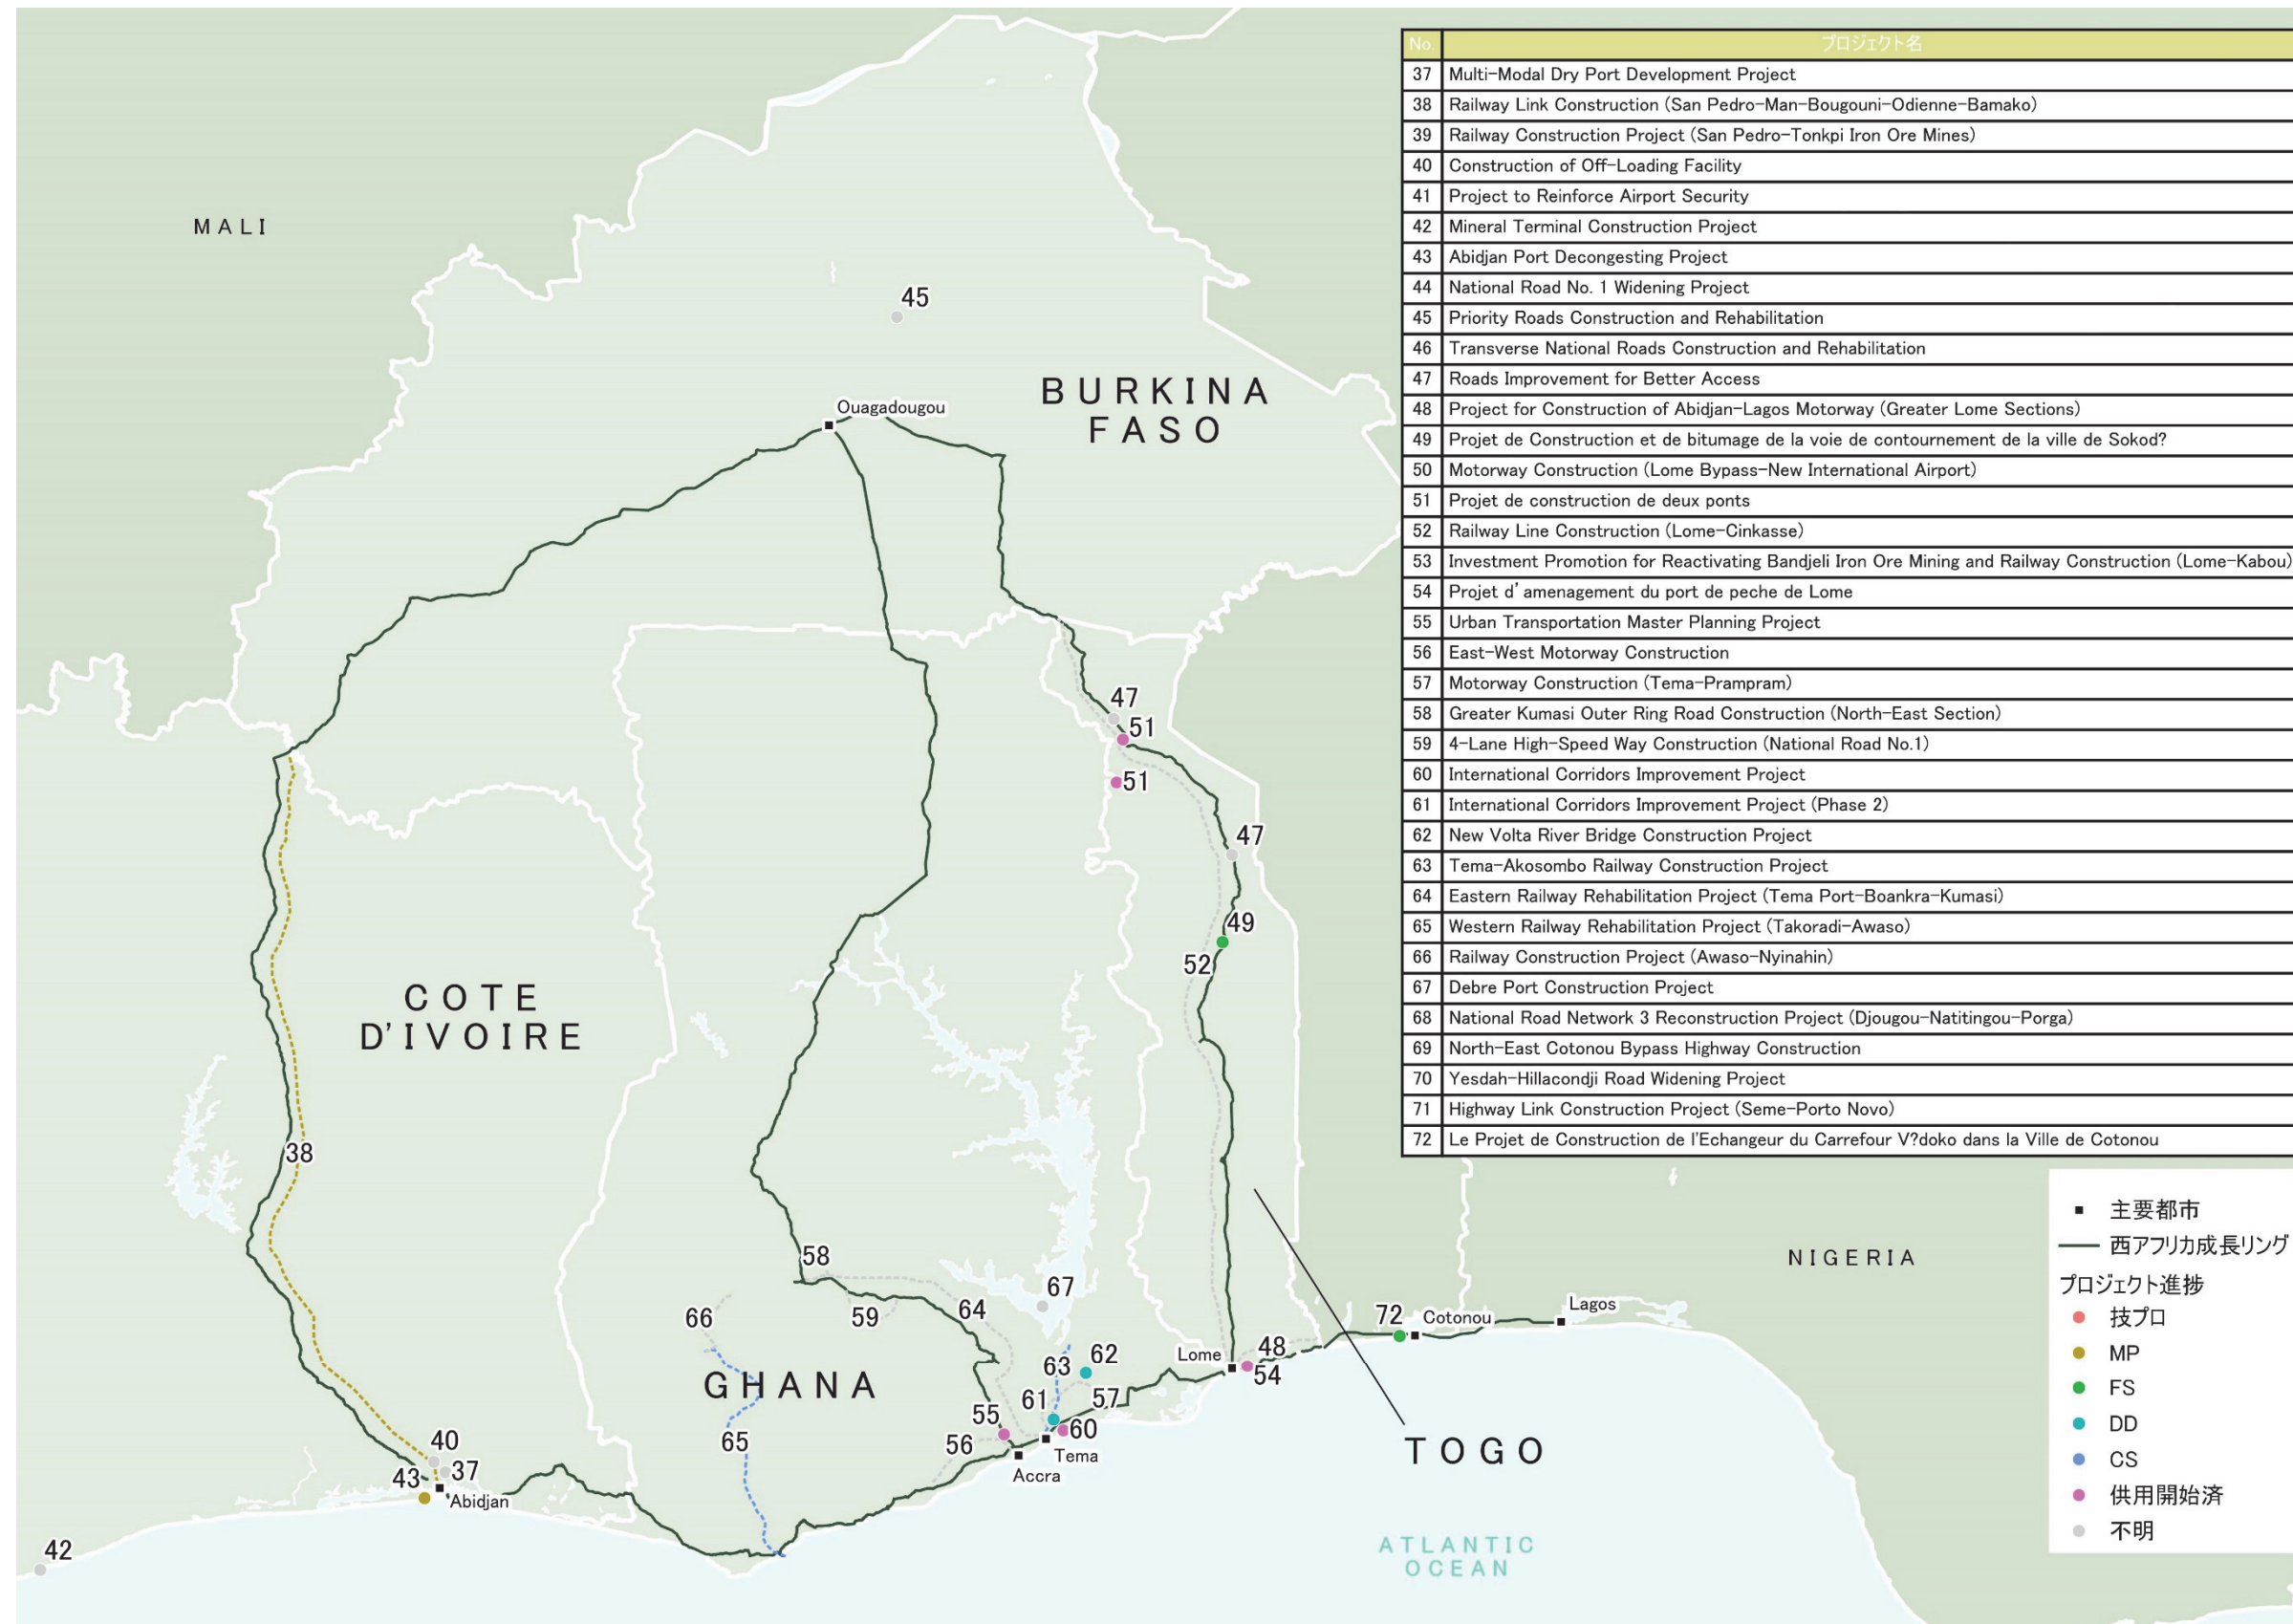 No. プロジェクト名
37 Multi-Modal Dry Port Development Project
38 Railway Link Construction (San Pedro-Man-Bougouni-Odienne-Bamako)
39 Railway Construction Project (San Pedro-Tonkpi Iron Ore Mines)
40 Construction of Off-Loading Facility
41 Project to Reinforce Airport Security
42 Mineral Terminal Construction Project
43 Abidjan Port Decongesting Project
44 National Road No. 1 Widening Project
45 Priority Roads Construction and Rehabilitation
46 Transverse National Roads Construction and Rehabilitation
47 Roads Improvement for Better Access
48 Project for Construction of Abidjan-Lagos Motorway (Greater Lome Sections)
49 Projet de Construction et de bitumage de la voie de contournement de la ville de Sokod?
50 Motorway Construction (Lome Bypass-New International Airport)
51 Projet de construction de deux ponts
52 Railway Line Construction (Lome-Cinkasse)
53 Investment Promotion for Reactivating Bandjeli Iron Ore Mining and Railway Construction (Lome-Kabou)
54 Projet d'amenagement du port de peche de Lome
55 Urban Transportation Master Planning Project
56 East-West Motorway Construction
57 Motorway Construction (Tema-Prampram)
58 Greater Kumasi Outer Ring Road Construction (North-East Section)
59 4-Lane High-Speed Way Construction (National Road No.1)
60 International Corridors Improvement Project
61 International Corridors Improvement Project (Phase 2)
62 New Volta River Bridge Construction Project
63 Tema-Akosombo Railway Construction Project
64 Eastern Railway Rehabilitation Project (Tema Port-Boankra-Kumasi)
65 Western Railway Rehabilitation Project (Takoradi-Awaso)
66 Railway Construction Project (Awaso-Nyinahin)
67 Debre Port Construction Project
68 National Road Network 3 Reconstruction Project (Djougou-Natitingou-Porga)
69 North-East Cotonou Bypass Highway Construction
70 Yesdah-Hillacondji Road Widening Project
71 Highway Link Construction Project (Seme-Porto Novo)
72 Le Projet de Construction de l'Echangeur du Carrefour V?doko dans la Ville de Cotonou
MALI
45
BURKINA
FASO
Ouagadougou
47
51
51
47
49
52
COTE
D'IVOIRE
38
58
67
66
59
64
NIGERIA
Lagos
72
Cotonou
48
Lome
54
62
63
GHANA
61
57
55
60
56
65
Tema
Accra
TOGO
40
43
37
Abidjan
42
ATLANTIC
OCEAN
主要都市
西アフリカ成長リング
プロジェクト進捗
技プロ
MP
FS
DD
CS
供用開始済
不明